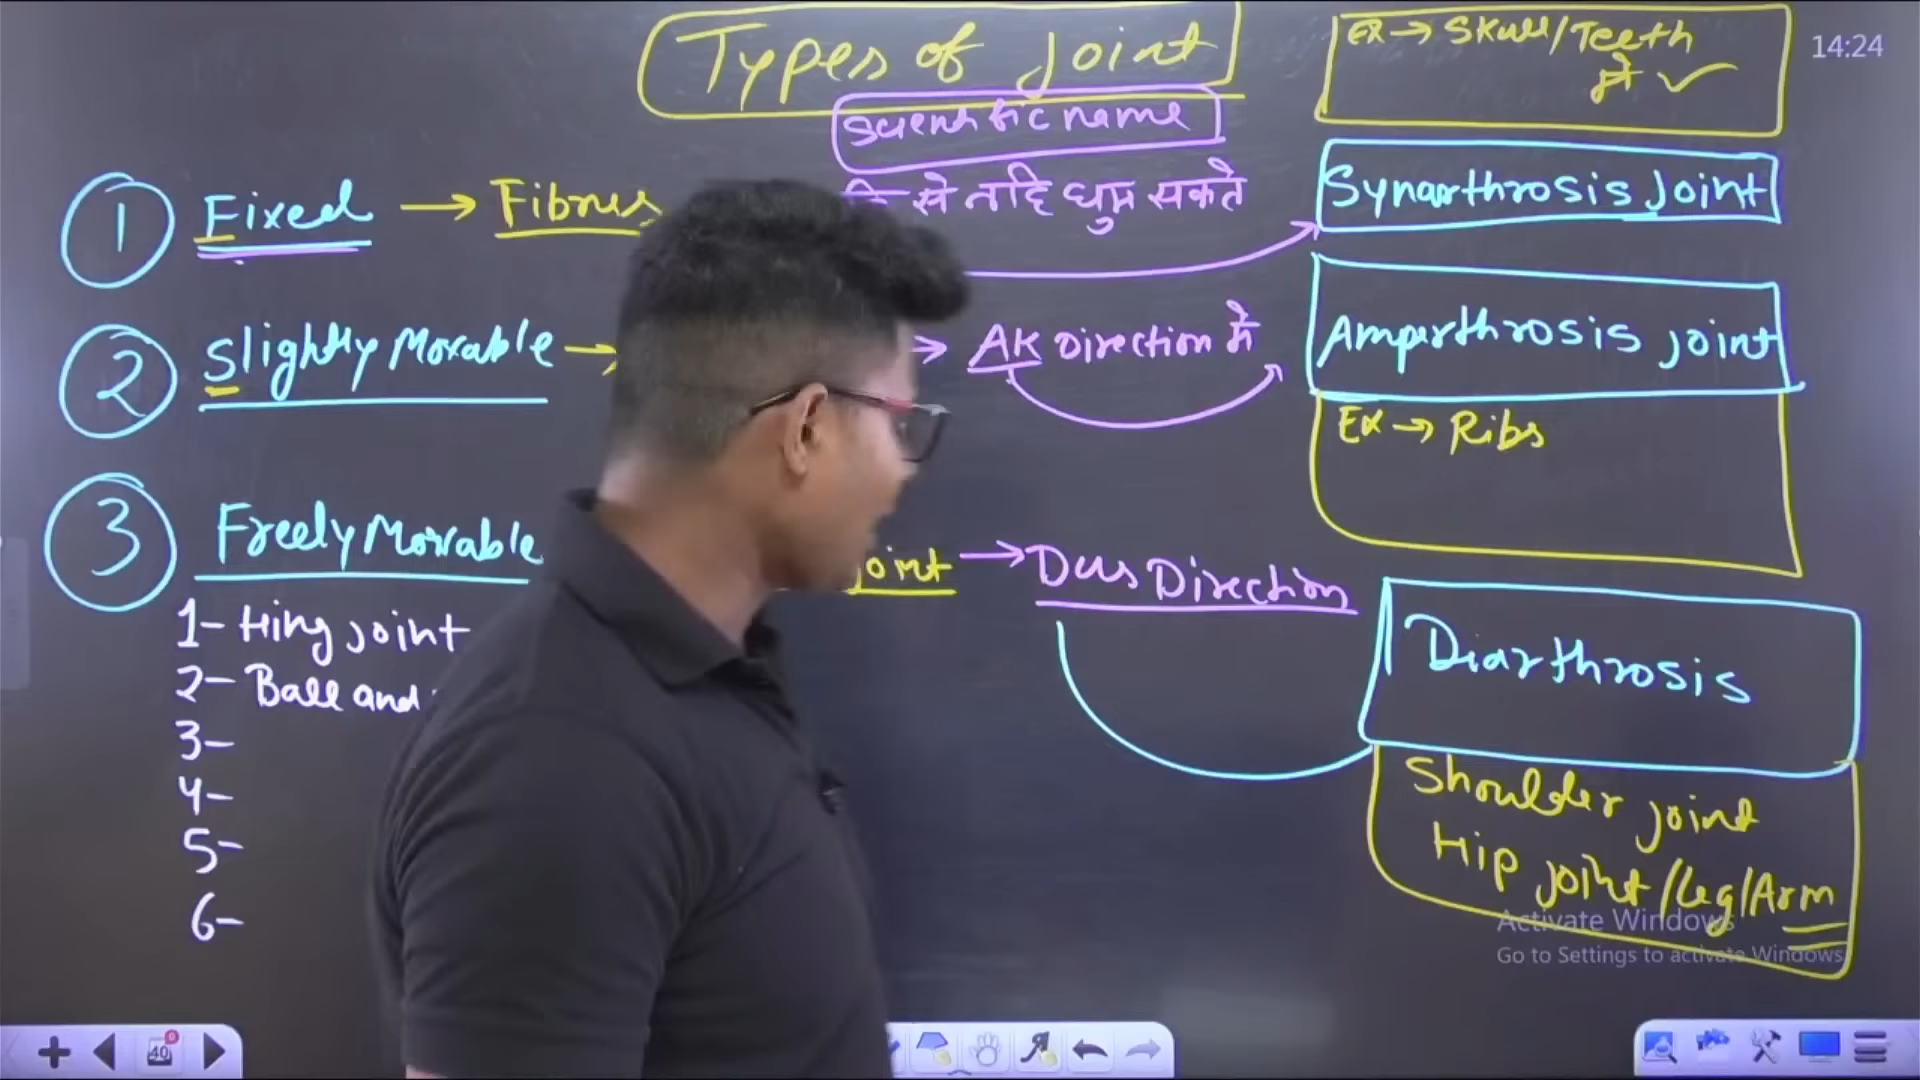 Types of joint
Ex → Skull/Teeth
में ✓
14:24
Scientific name
1 Fixed → Fibrus
से नहि घुम सकते
Synarthrosis Joint
2 Slightly Movable →
→ AK Direction में
Amparthrosis joint
Ex → Ribs
3 Freely Movable
joint → Dus Direction
Diarthrosis
1- Hing joint
2- Ball and
3-
4-
5-
6-
Shoulder joint
Hip joint/Leg/Arm
Activate Windows
Go to Settings to activate Windows
40